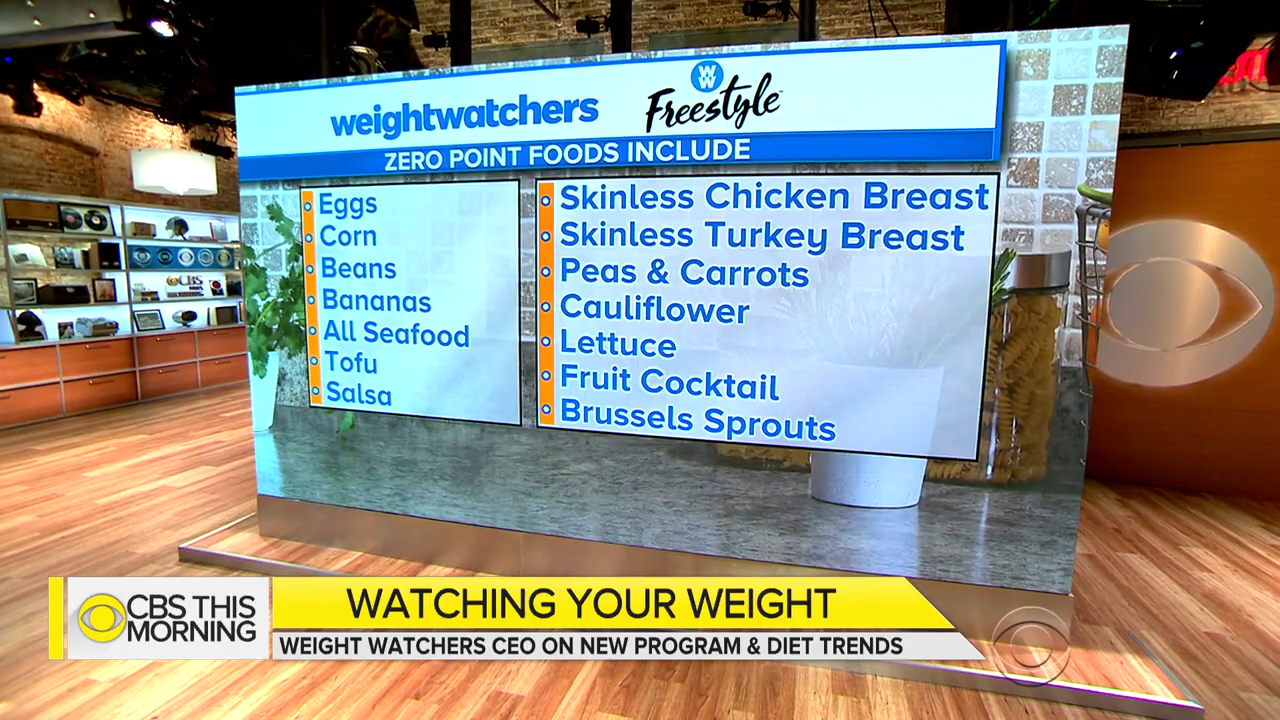 weightwatchers
WW
Freestyle
ZERO POINT FOODS INCLUDE
Eggs
Corn
Beans
Bananas
All Seafood
Tofu
Salsa
Skinless Chicken Breast
Skinless Turkey Breast
Peas & Carrots
Cauliflower
Lettuce
Fruit Cocktail
Brussels Sprouts
CBS
CBS THIS
MORNING
WATCHING YOUR WEIGHT
WEIGHT WATCHERS CEO ON NEW PROGRAM & DIET TRENDS